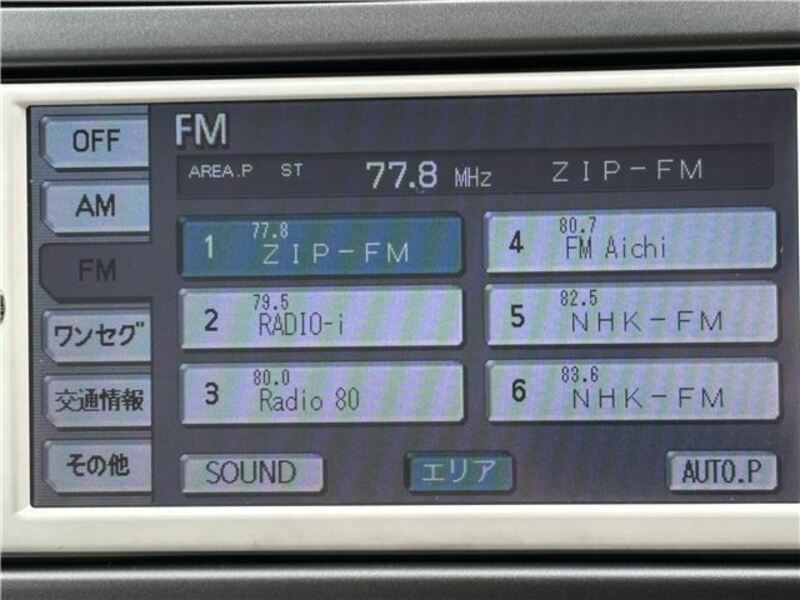 OFF
AM
FM
ワンセグ
交通情報
その他
FM
AREA.P ST 77.8 MHz ZIP-FM
1 77.8 ZIP-FM
2 79.5 RADIO-i
3 80.0 Radio 80
4 80.7 FM Aichi
5 82.5 NHK-FM
6 83.6 NHK-FM
SOUND エリア AUTO.P